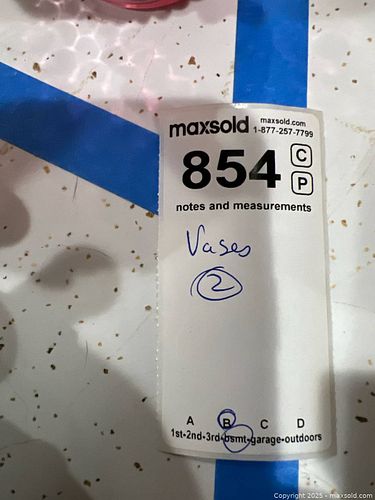 maxsold maxsold.com
1-877-257-7799
854 C
P
notes and measurements
Vases
2
A B C D
1st-2nd-3rd-bsmt-garage-outdoors
Copyright © 2025 - maxsold.com